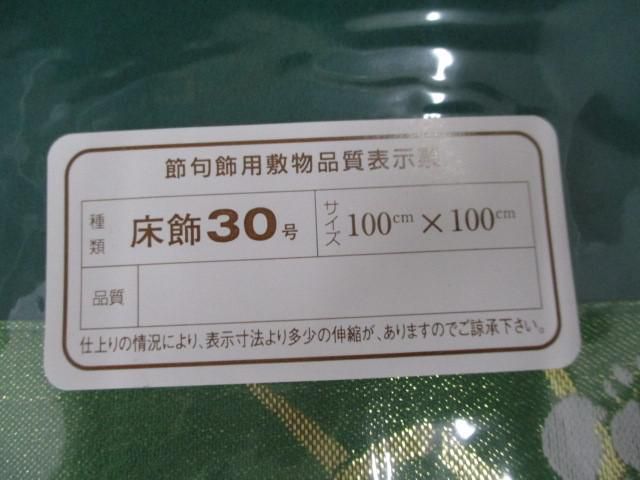 節句飾用敷物品質表示票
種類 床飾30号 サイズ 100cm×100cm
品質
仕上りの情況により、表示寸法より多少の伸縮が、ありますのでご諒承下さい。